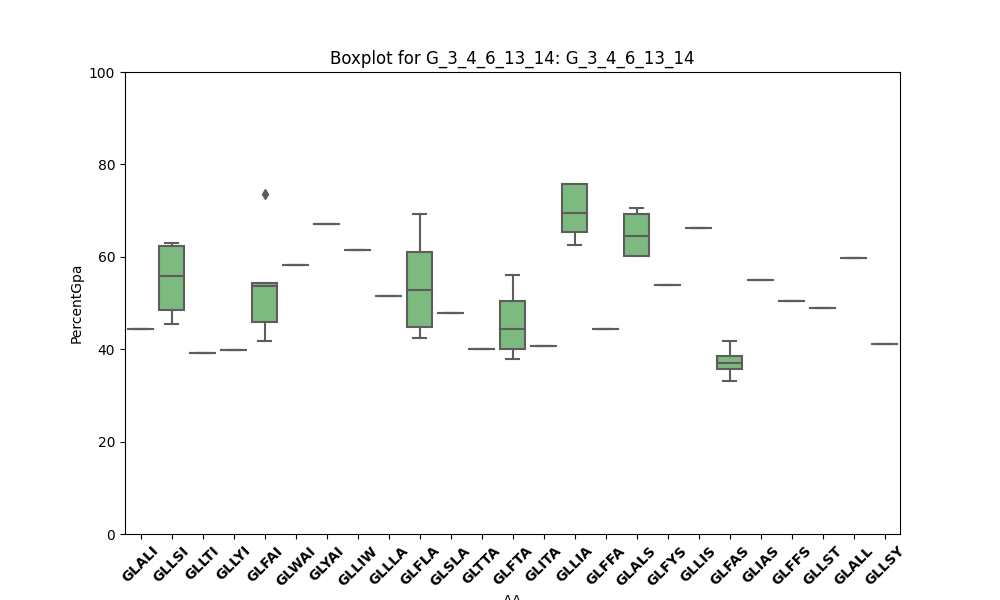 Boxplot for G_3_4_6_13_14: G_3_4_6_13_14
100
80
60
40
20
0
PercentGpa
GLALI
GLLSI
GLLTI
GLLYI
GLFAI
GLWAI
GLYAI
GLLIW
GLLLA
GLFLA
GLSLA
GLTTA
GLFTA
GLITA
GLLIA
GLFFA
GLALS
GLFYS
GLLIS
GLFAS
GLIAS
GLFFS
GLLST
GLALL
GLLSY
AA